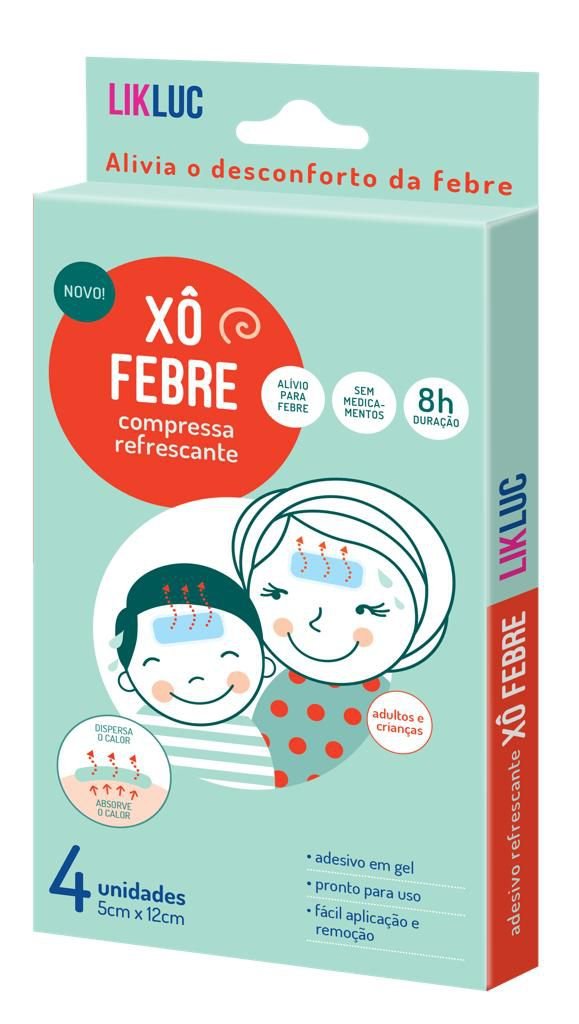 LIKLUC
Alivia o desconforto da febre
NOVO!
XÔ
FEBRE
compressa
refrescante
ALÍVIO
PARA
FEBRE
SEM
MEDICA-
MENTOS
8h
DURAÇÃO
adultos e
crianças
DISPERSA
O CALOR
ABSORVE
O CALOR
4 unidades
5cm x 12cm
• adesivo em gel
• pronto para uso
• fácil aplicação e
remoção
adesivo refrescante XÔ FEBRE LIKLUC